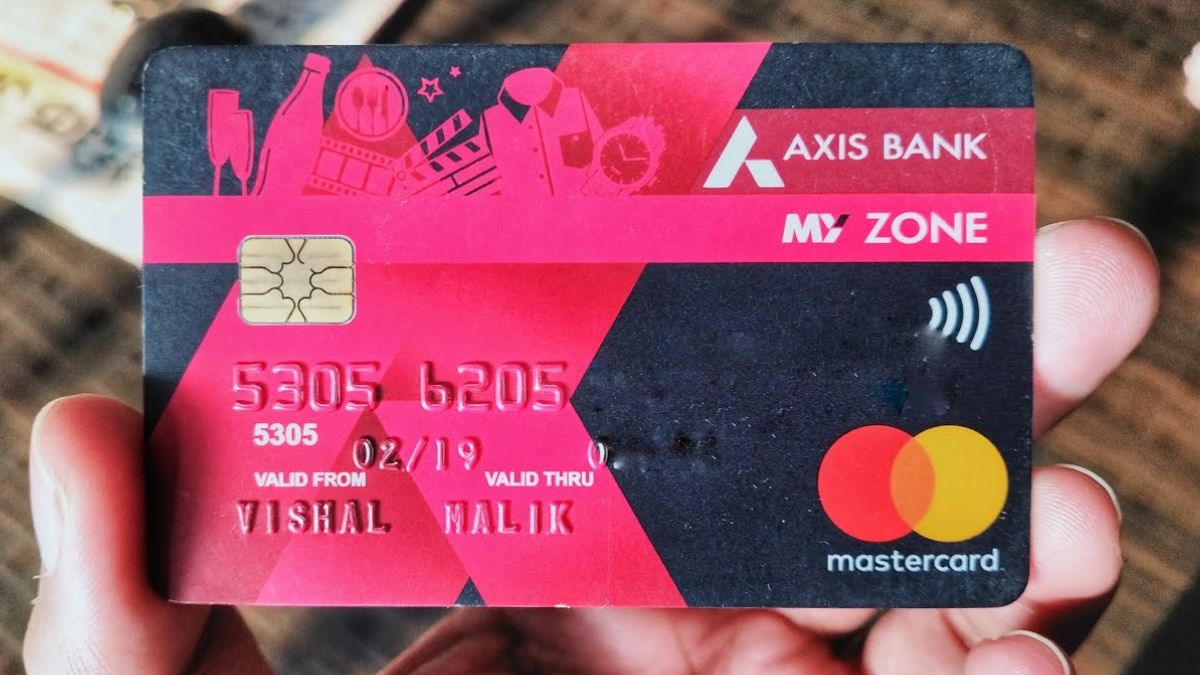 AXIS BANK
MY ZONE
5305 6205
5305
02/19
VALID FROM VALID THRU
VISHAL MALIK
mastercard